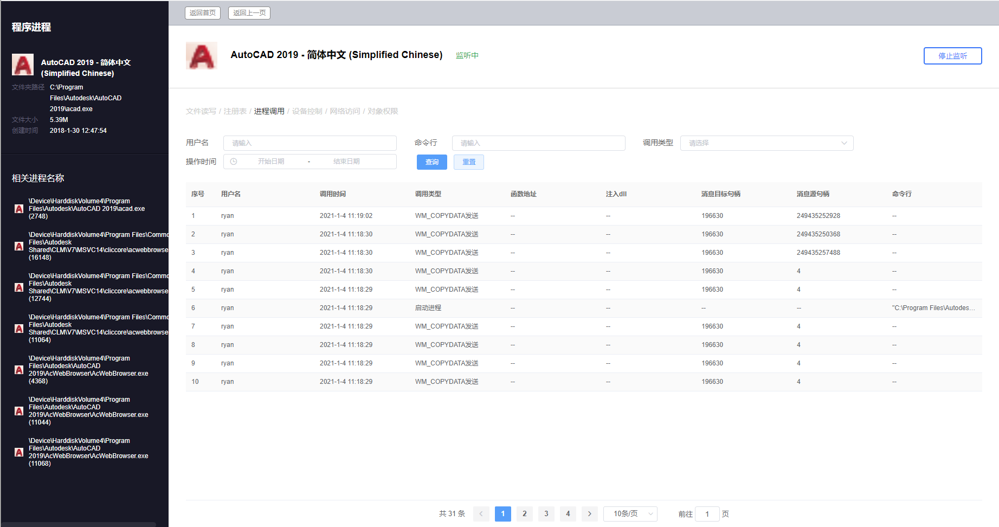 返回首页 返回上一页
程序进程
AutoCAD 2019 - 简体中文
(Simplified Chinese)
文件夹路径 C:\Program
Files\Autodesk\AutoCAD
2019\acad.exe
文件大小 5.39M
创建时间 2018-1-30 12:47:54
相关进程名称
\Device\HarddiskVolume4\Program
Files\Autodesk\AutoCAD 2019\acad.exe
(2748)
\Device\HarddiskVolume4\Program Files\Commo
Files\Autodesk
Shared\CLM\V7\MSVC14\cliccore\acwebbrowse
(16148)
\Device\HarddiskVolume4\Program Files\Commo
Files\Autodesk
Shared\CLM\V7\MSVC14\cliccore\acwebbrowse
(12744)
\Device\HarddiskVolume4\Program Files\Commo
Files\Autodesk
Shared\CLM\V7\MSVC14\cliccore\acwebbrowse
(11064)
\Device\HarddiskVolume4\Program
Files\Autodesk\AutoCAD
2019\AcWebBrowser\AcWebBrowser.exe
(4368)
\Device\HarddiskVolume4\Program
Files\Autodesk\AutoCAD
2019\AcWebBrowser\AcWebBrowser.exe
(11044)
\Device\HarddiskVolume4\Program
Files\Autodesk\AutoCAD
2019\AcWebBrowser\AcWebBrowser.exe
(11068)
AutoCAD 2019 - 简体中文 (Simplified Chinese) 监听中 停止监听
文件读写 / 注册表 / 进程调用 / 设备控制 / 网络访问 / 对象权限
用户名 请输入 命令行 请输入 调用类型 请选择
操作时间 开始日期 - 结束日期 查询 重置
序号 用户名 调用时间 调用类型 函数地址 注入dll 消息目标句柄 消息源句柄 命令行
1 ryan 2021-1-4 11:19:02 WM_COPYDATA发送 -- -- 196630 249435252928 --
2 ryan 2021-1-4 11:18:30 WM_COPYDATA发送 -- -- 196630 249435250368 --
3 ryan 2021-1-4 11:18:30 WM_COPYDATA发送 -- -- 196630 249435257488 --
4 ryan 2021-1-4 11:18:30 WM_COPYDATA发送 -- -- 196630 4 --
5 ryan 2021-1-4 11:18:29 WM_COPYDATA发送 -- -- 196630 4 --
6 ryan 2021-1-4 11:18:29 启动进程 -- -- -- -- "C:\Program Files\Autodes...
7 ryan 2021-1-4 11:18:29 WM_COPYDATA发送 -- -- 196630 4 --
8 ryan 2021-1-4 11:18:29 WM_COPYDATA发送 -- -- 196630 4 --
9 ryan 2021-1-4 11:18:29 WM_COPYDATA发送 -- -- 196630 4 --
10 ryan 2021-1-4 11:18:29 WM_COPYDATA发送 -- -- 196630 4 --
共 31 条 < 1 2 3 4 > 10条/页 前往 1 页